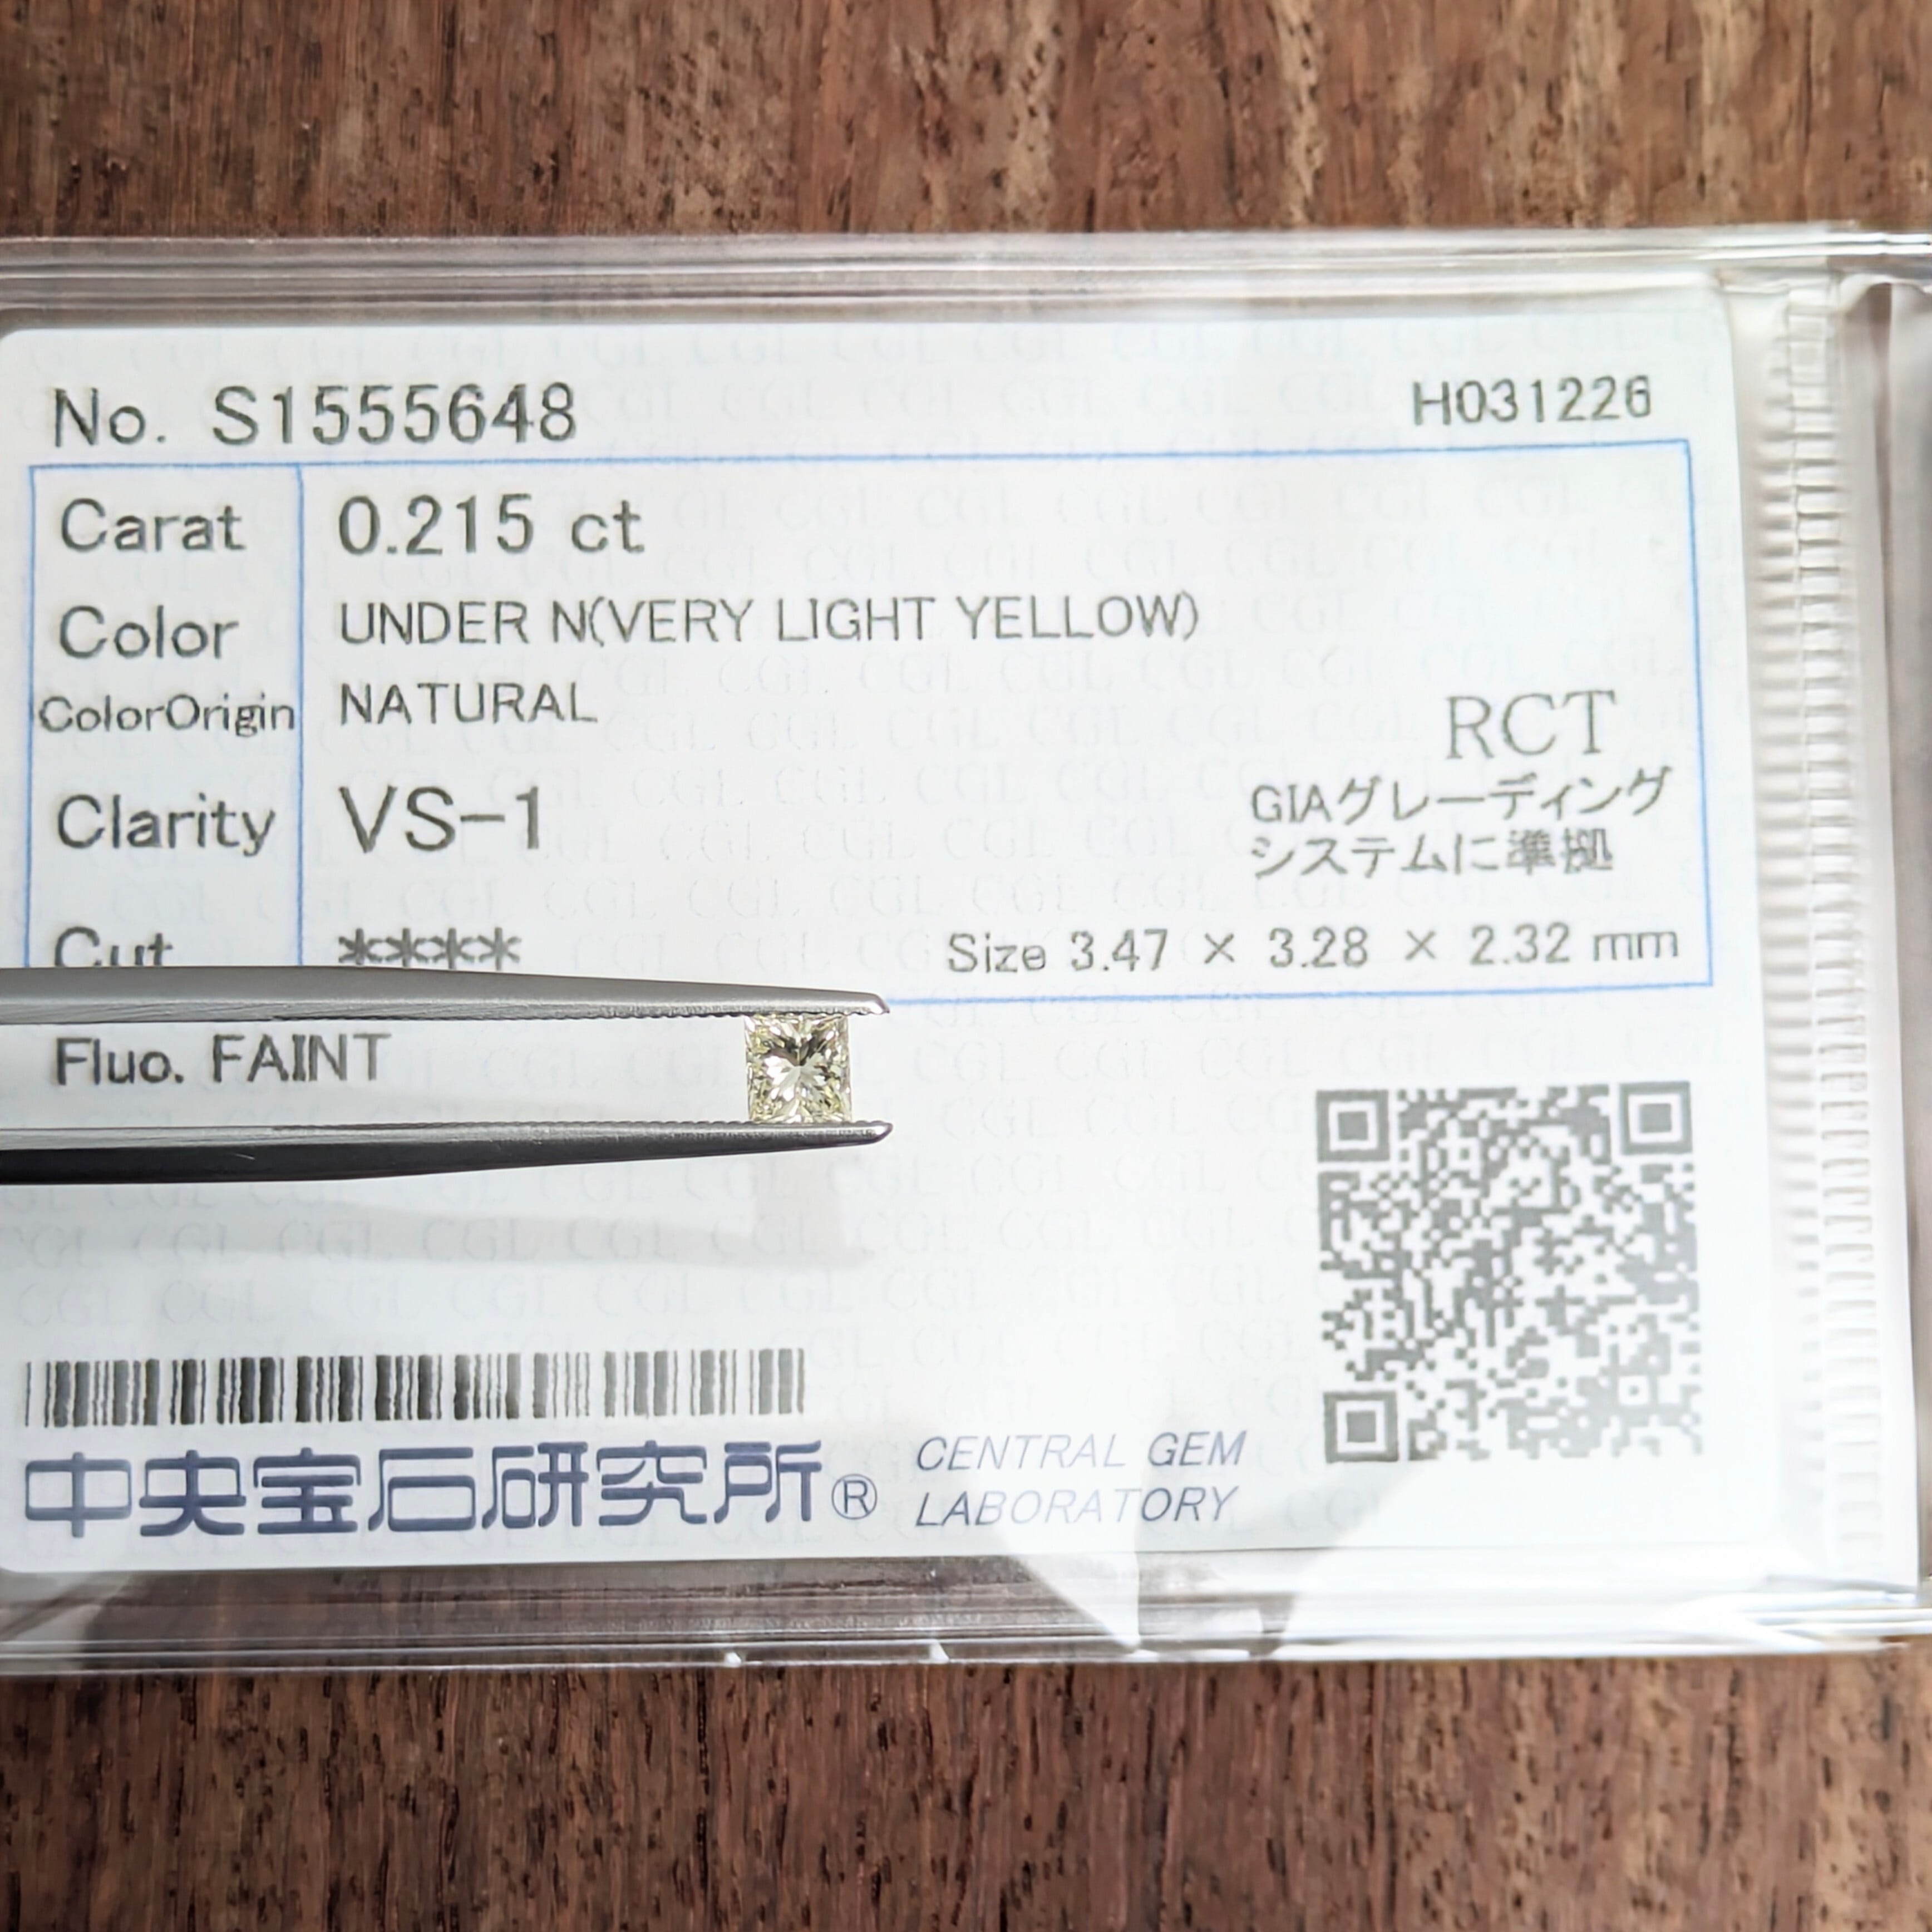 No. S1555648 H031226
Carat 0.215 ct
Color UNDER N(VERY LIGHT YELLOW)
ColorOrigin NATURAL
RCT
Clarity VS-1
GIAグレーディング
システムに準拠
Cut ****
Size 3.47 × 3.28 × 2.32 mm
Fluo. FAINT
中央宝石研究所®
CENTRAL GEM
LABORATORY